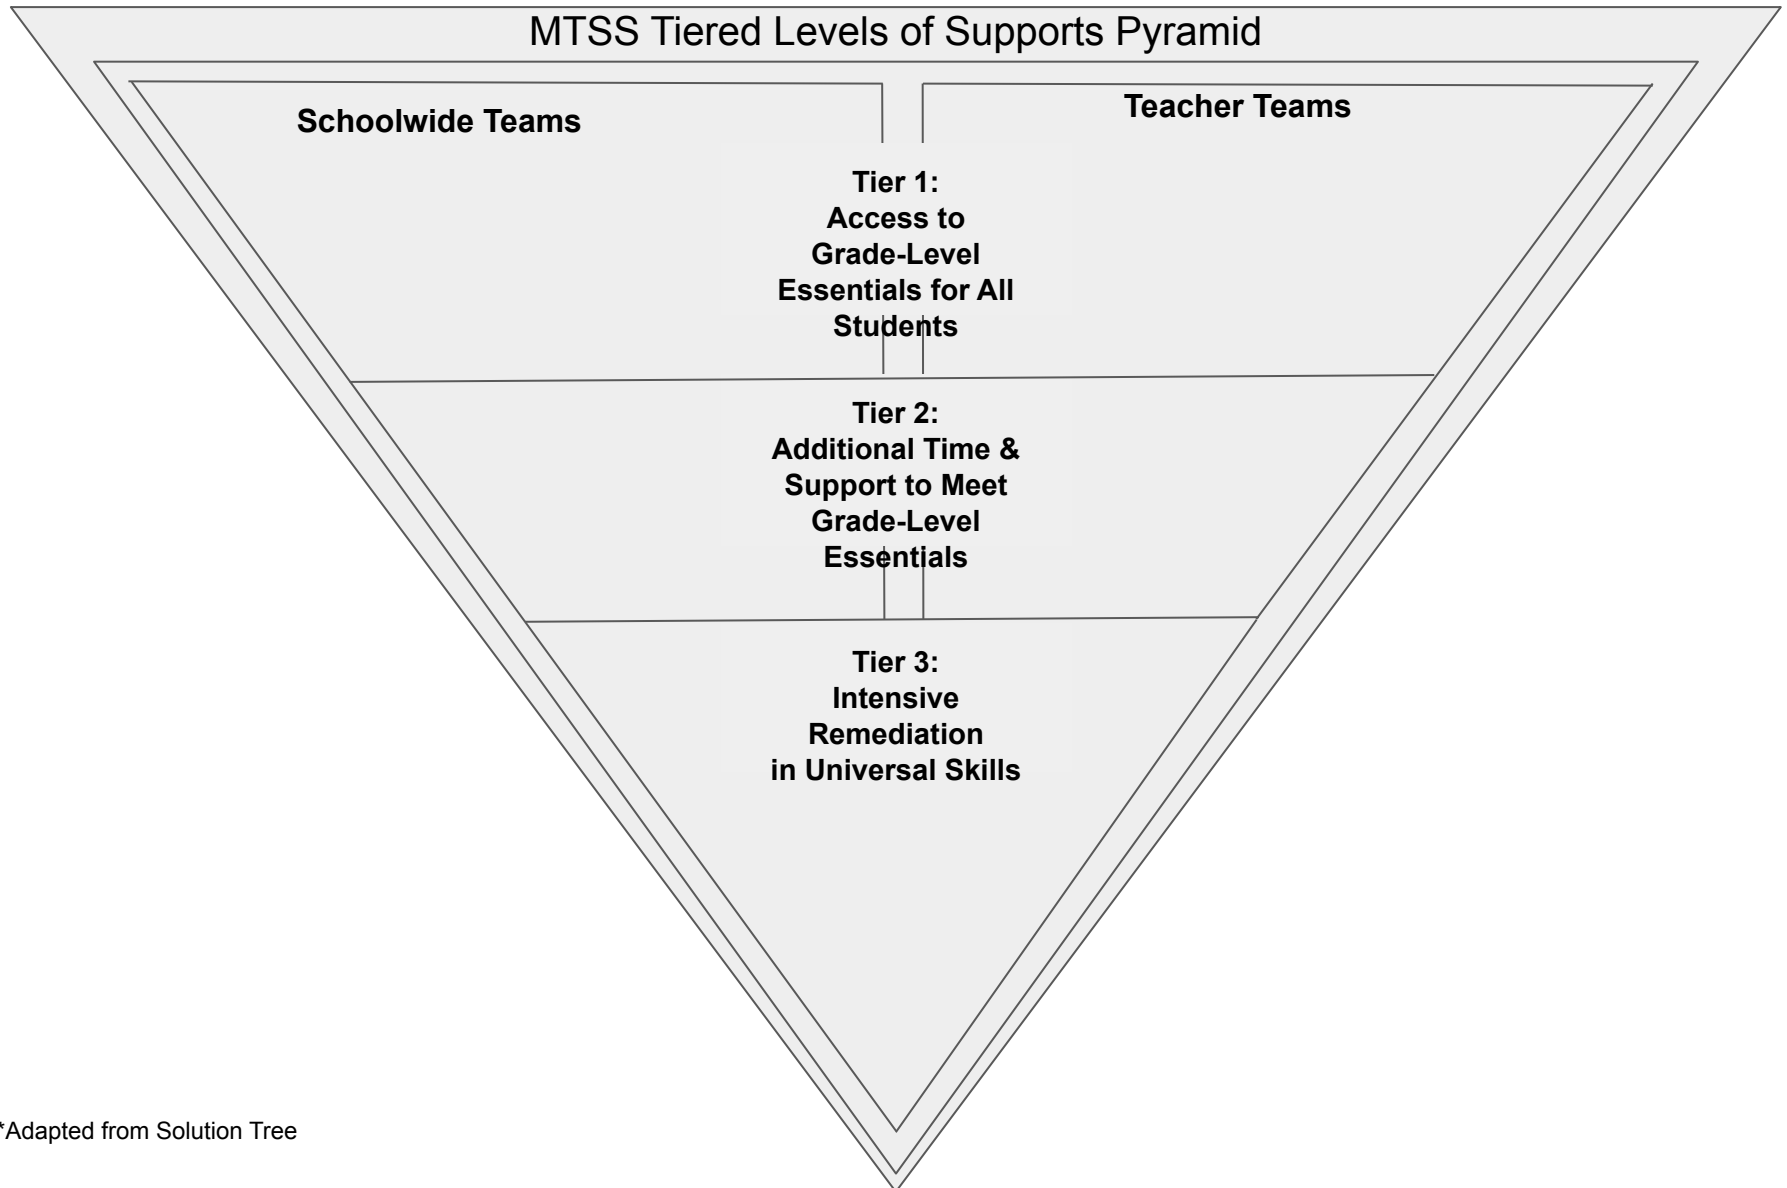 MTSS Tiered Levels of Supports Pyramid
Schoolwide Teams
Teacher Teams
Tier 1:
Access to
Grade-Level
Essentials for All
Students
Tier 2:
Additional Time &
Support to Meet
Grade-Level
Essentials
Tier 3:
Intensive
Remediation
in Universal Skills
*Adapted from Solution Tree